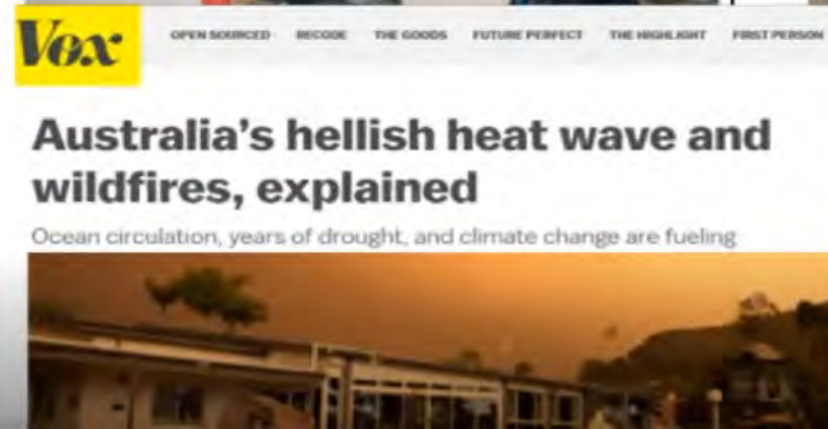 Vox
OPEN SOURCED RECODE THE GOODS FUTURE PERFECT THE HIGHLIGHT FIRST PERSON
Australia's hellish heat wave and
wildfires, explained
Ocean circulation, years of drought, and climate change are fueling